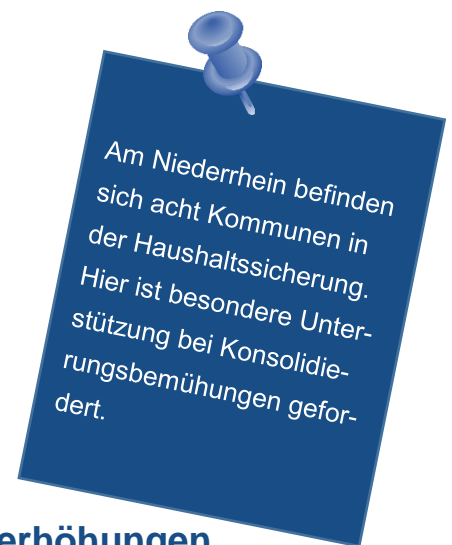 Am Niederrhein befinden
sich acht Kommunen in
der Haushaltssicherung.
Hier ist besondere Unter-
stützung bei Konsolidie-
rungsbemühungen gefor-
dert.
erhöhungen